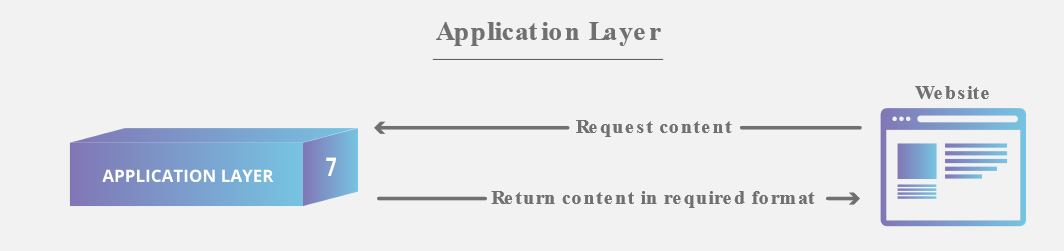 Application Layer
Website
Request content
APPLICATION LAYER
7
Return content in required format